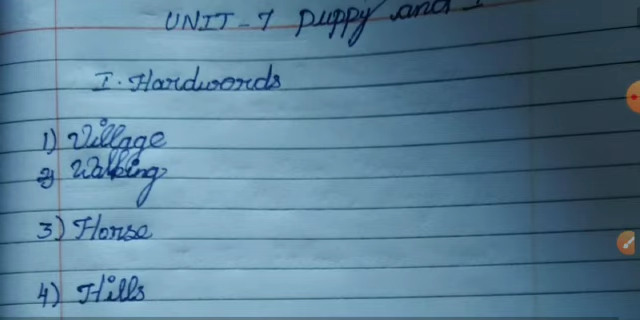 UNIT-7 Puppy and I
I. Hardwords
1) Village
2) Walking
3) Horse
4) Hills